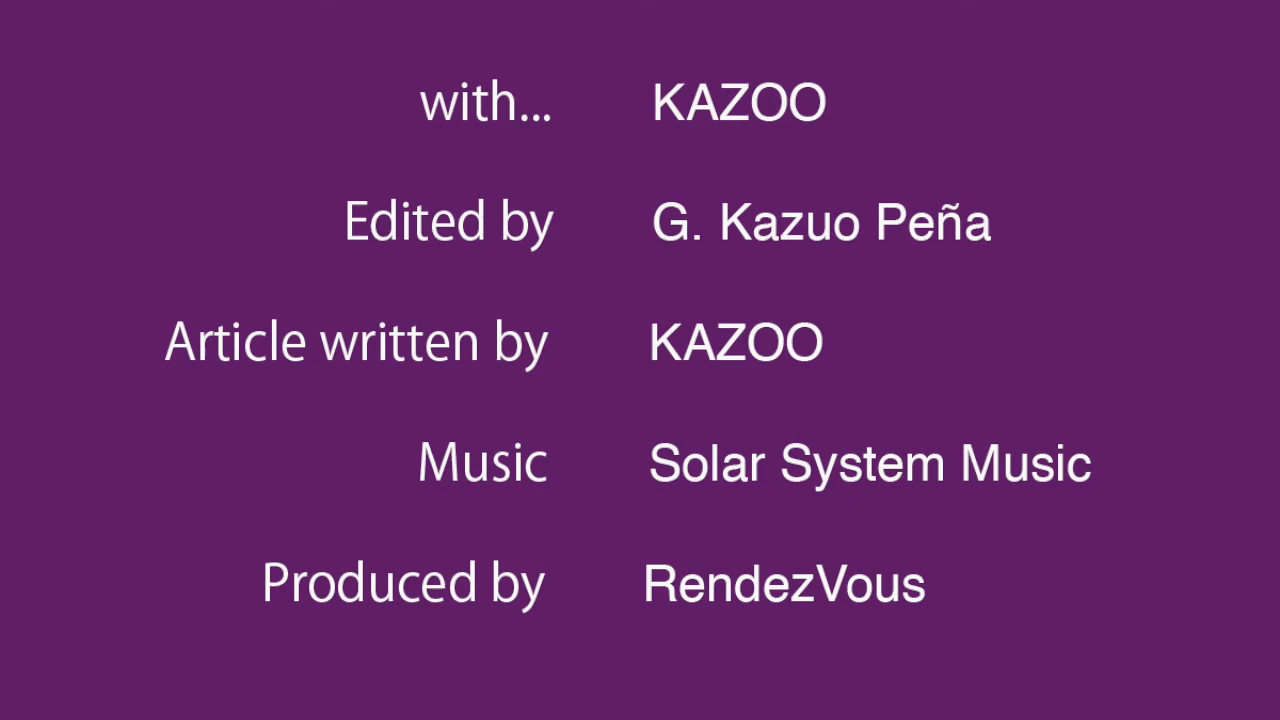 with... KAZOO
Edited by G. Kazuo Peña
Article written by KAZOO
Music Solar System Music
Produced by RendezVous